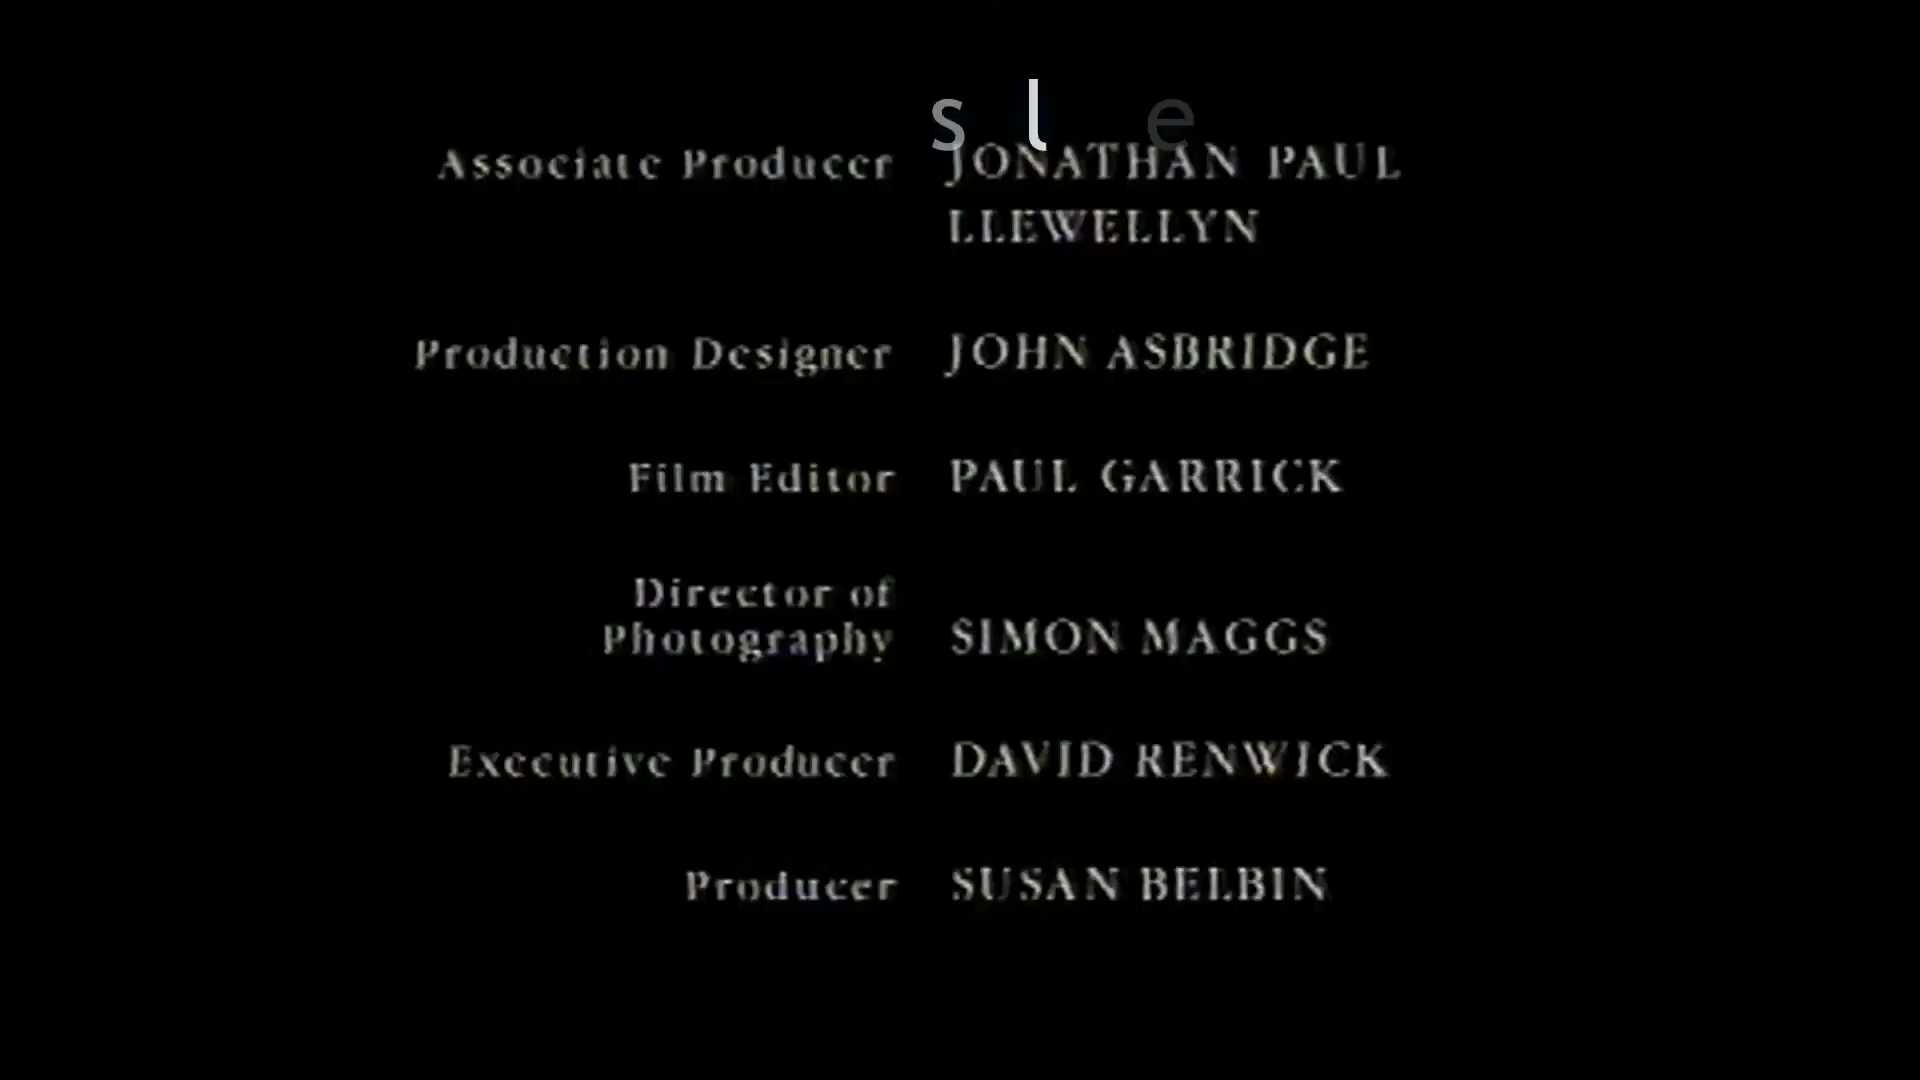 s l e
Associate Producer JONATHAN PAUL
LLEWELLYN
Production Designer JOHN ASBRIDGE
Film Editor PAUL GARRICK
Director of
Photography SIMON MAGGS
Executive Producer DAVID RENWICK
Producer SUSAN BELBIN